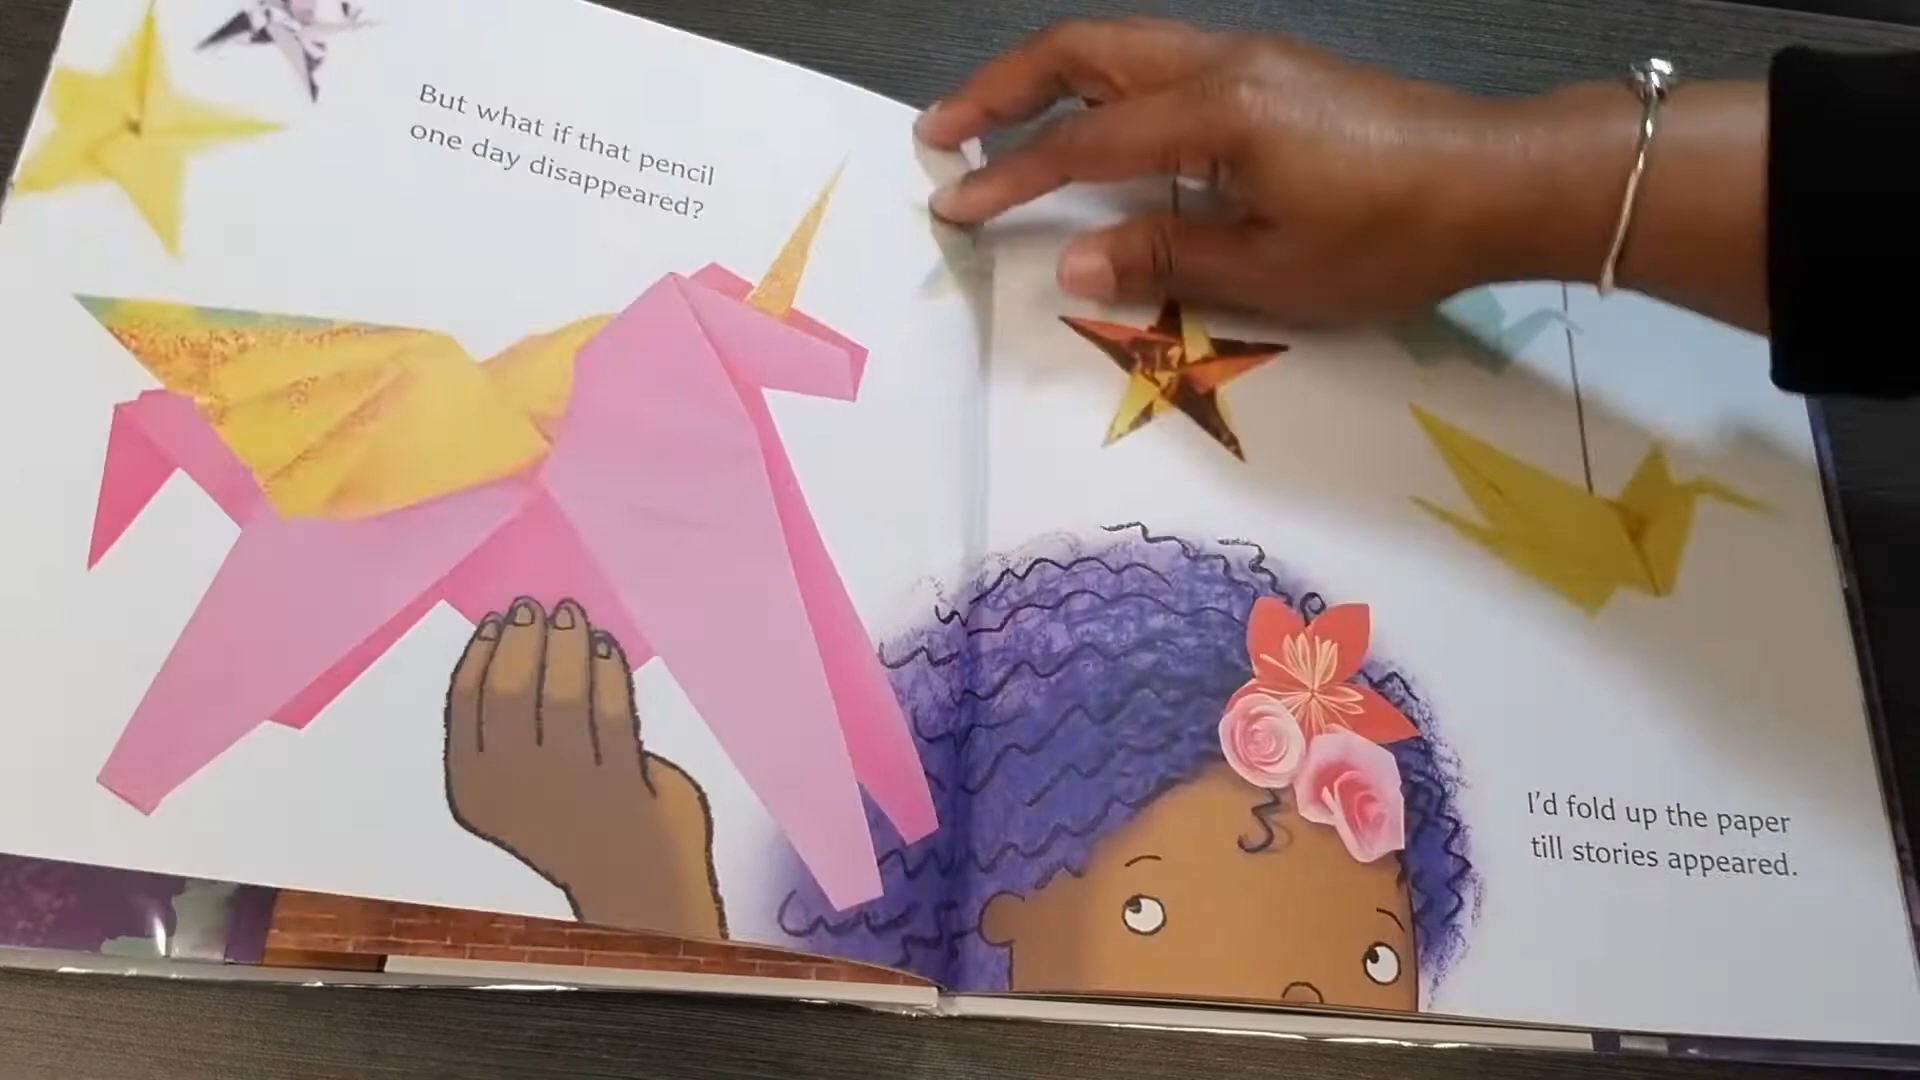 But what if that pencil
one day disappeared?
I'd fold up the paper
till stories appeared.